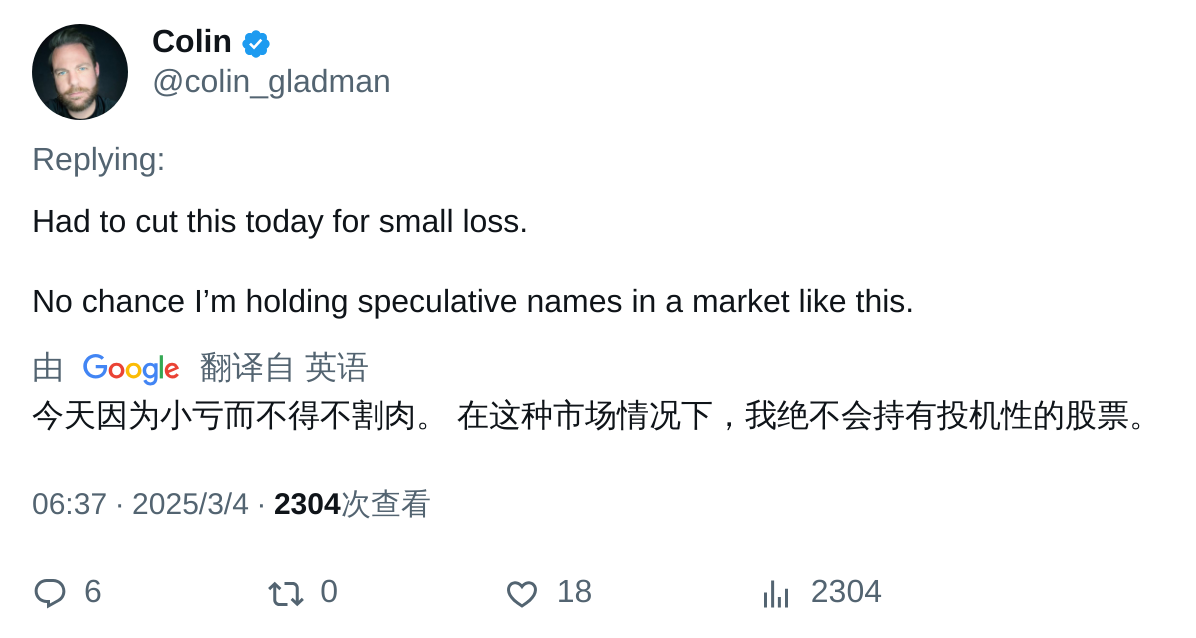 Colin
@colin_gladman
Replying:
Had to cut this today for small loss.
No chance I’m holding speculative names in a market like this.
由 Google 翻译自 英语
今天因为小亏而不得不割肉。 在这种市场情况下，我绝不会持有投机性的股票。
06:37 · 2025/3/4 · 2304次查看
6 0 18 2304